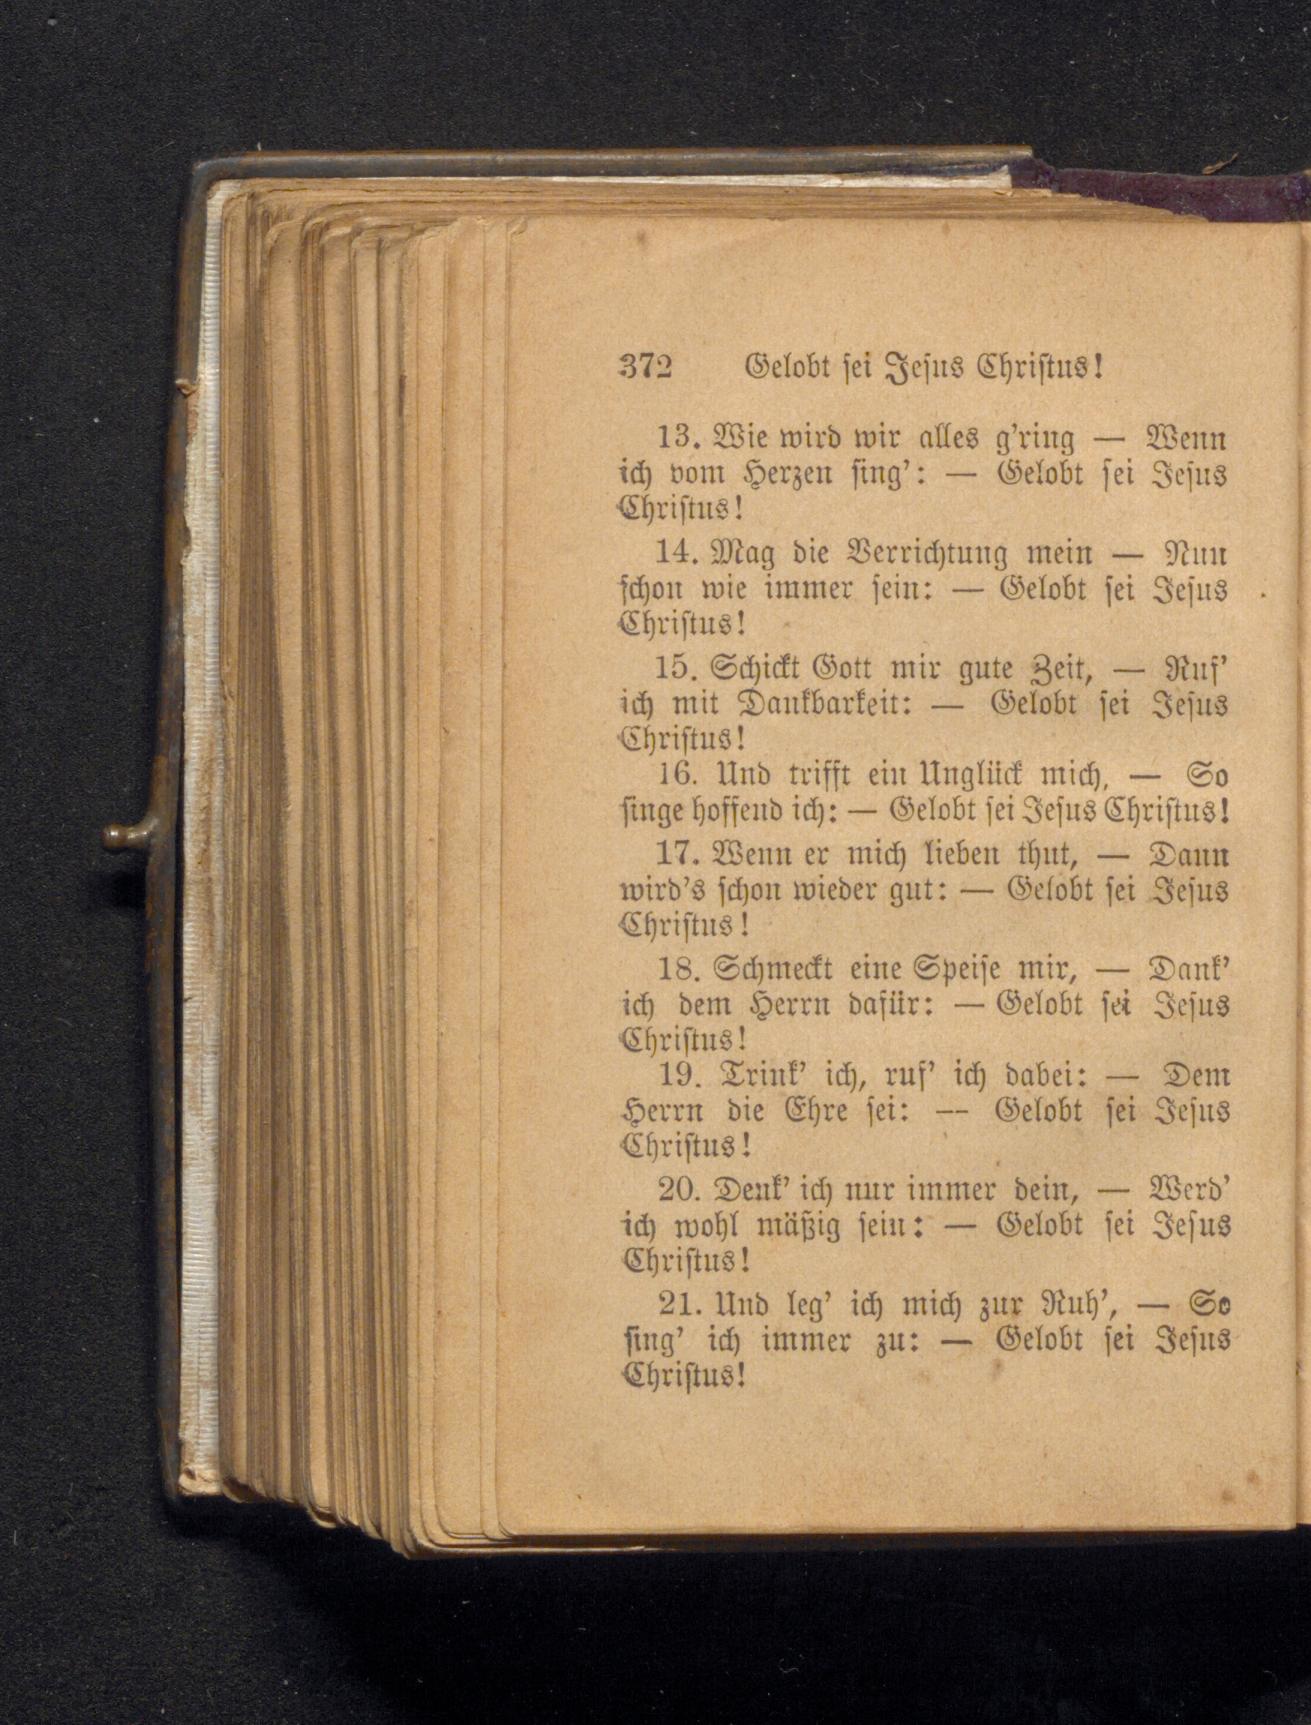 372 Gelobt sei Jesus Christus!
13. Wie wird wir alles g'ring — Wenn
ich vom Herzen sing': — Gelobt sei Jesus
Christus!
14. Mag die Verrichtung mein — Nun
schon wie immer sein: — Gelobt sei Jesus
Christus!
15. Schickt Gott mir gute Zeit, — Ruf'
ich mit Dankbarkeit: — Gelobt sei Jesus
Christus!
16. Und trifft ein Unglück mich, — So
singe hoffend ich: — Gelobt sei Jesus Christus!
17. Wenn er mich lieben thut, — Dann
wird's schon wieder gut: — Gelobt sei Jesus
Christus!
18. Schmeckt eine Speise mir, — Dank'
ich dem Herrn dafür: — Gelobt sei Jesus
Christus!
19. Trink' ich, ruf' ich dabei: — Dem
Herrn die Ehre sei: — Gelobt sei Jesus
Christus!
20. Denk' ich nur immer dein, — Werd'
ich wohl mäßig sein: — Gelobt sei Jesus
Christus!
21. Und leg' ich mich zur Ruh', — So
sing' ich immer zu: — Gelobt sei Jesus
Christus!